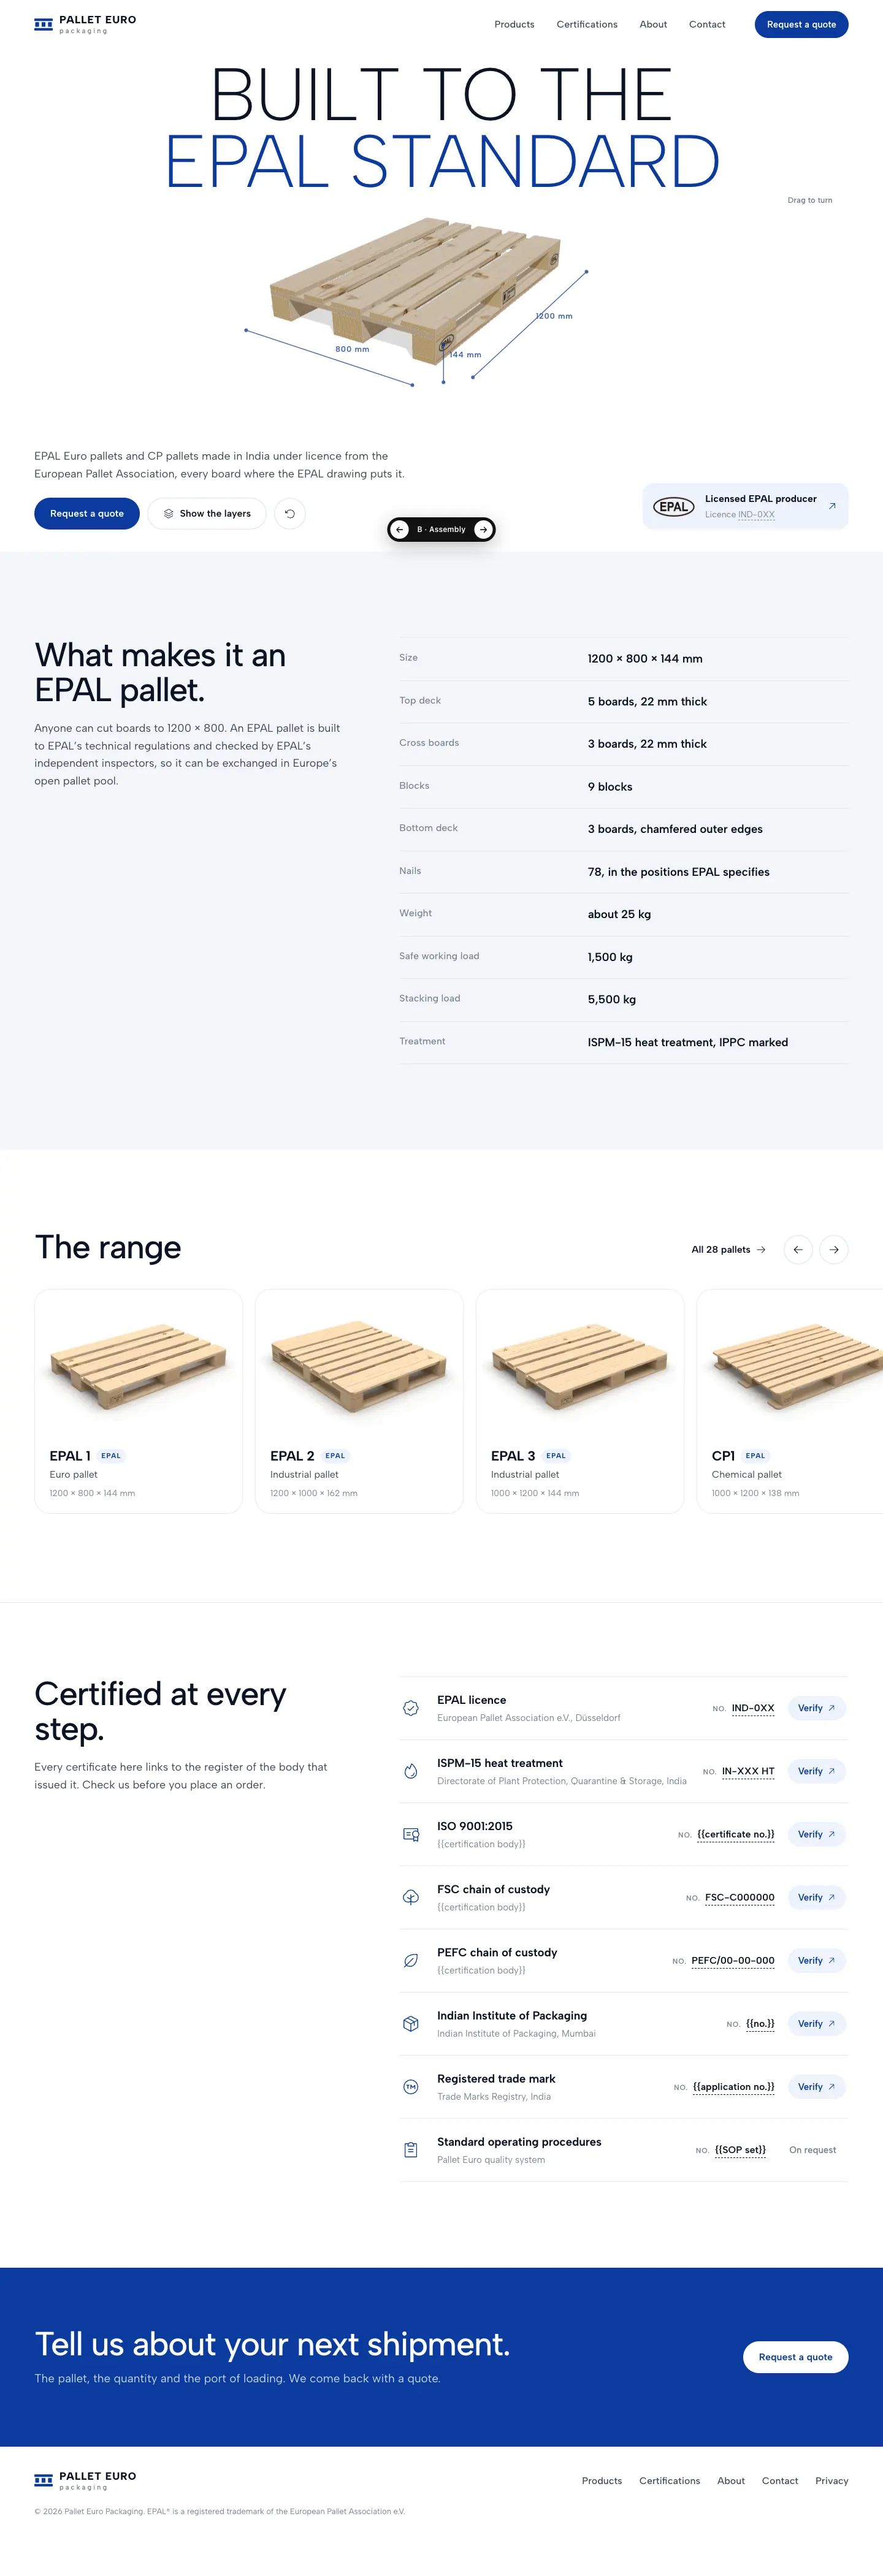 PALLET EURO
packaging
Products
Certifications
About
Contact
Request a quote
BUILT TO THE
EPAL STANDARD
Drag to turn
1200 mm
800 mm
144 mm
EPAL Euro pallets and CP pallets made in India under licence from the
European Pallet Association, every board where the EPAL drawing puts it.
Request a quote
Show the layers
B · Assembly
EPAL
Licensed EPAL producer
Licence IND-0XX
What makes it an
EPAL pallet.
Anyone can cut boards to 1200 × 800. An EPAL pallet is built
to EPAL's technical regulations and checked by EPAL's
independent inspectors, so it can be exchanged in Europe's
open pallet pool.
Size
1200 × 800 × 144 mm
Top deck
5 boards, 22 mm thick
Cross boards
3 boards, 22 mm thick
Blocks
9 blocks
Bottom deck
3 boards, chamfered outer edges
Nails
78, in the positions EPAL specifies
Weight
about 25 kg
Safe working load
1,500 kg
Stacking load
5,500 kg
Treatment
ISPM-15 heat treatment, IPPC marked
The range
All 28 pallets
EPAL 1 EPAL
Euro pallet
1200 × 800 × 144 mm
EPAL 2 EPAL
Industrial pallet
1200 × 1000 × 162 mm
EPAL 3 EPAL
Industrial pallet
1000 × 1200 × 144 mm
CP1 EPAL
Chemical pallet
1000 × 1200 × 138 mm
Certified at every
step.
Every certificate here links to the register of the body that
issued it. Check us before you place an order.
EPAL licence
European Pallet Association e.V., Düsseldorf
NO. IND-0XX
Verify
ISPM-15 heat treatment
Directorate of Plant Protection, Quarantine & Storage, India
NO. IN-XXX HT
Verify
ISO 9001:2015
{{certification body}}
NO. {{certificate no.}}
Verify
FSC chain of custody
{{certification body}}
NO. FSC-C000000
Verify
PEFC chain of custody
{{certification body}}
NO. PEFC/00-00-000
Verify
Indian Institute of Packaging
Indian Institute of Packaging, Mumbai
NO. {{no.}}
Verify
TM
Registered trade mark
Trade Marks Registry, India
NO. {{application no.}}
Verify
Standard operating procedures
Pallet Euro quality system
NO. {{SOP set}}
On request
Tell us about your next shipment.
The pallet, the quantity and the port of loading. We come back with a quote.
Request a quote
PALLET EURO
packaging
Products
Certifications
About
Contact
Privacy
© 2026 Pallet Euro Packaging. EPAL® is a registered trademark of the European Pallet Association e.V.